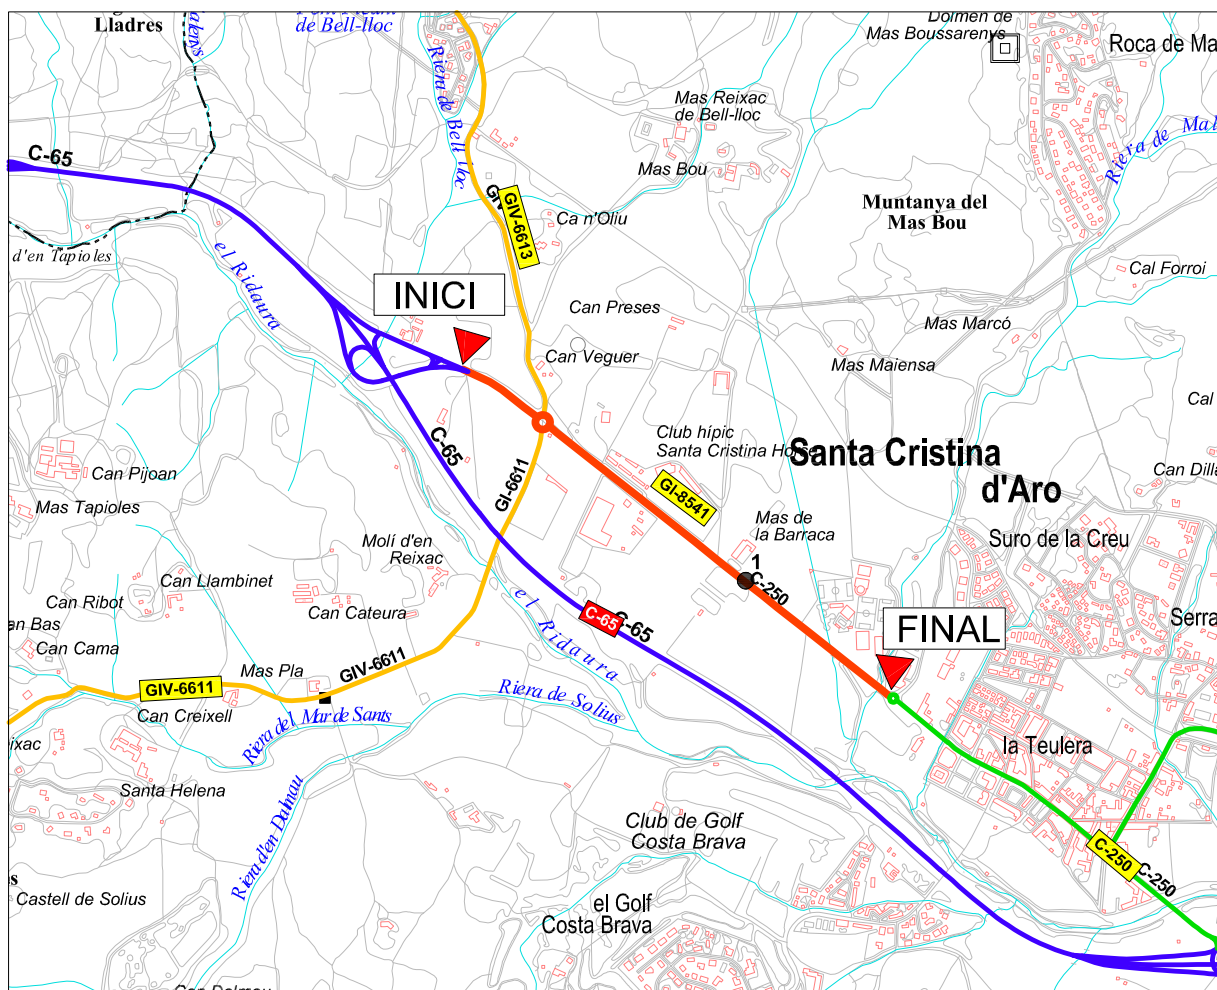 Lladres
de Bell-lloc
Dolmen de
Mas Boussarenys
Roca de Ma
Riera de Bell lloc
Mas Reixac
de Bell-lloc
Riera de Mal
C-65
Mas Bou
GIV-6613
Ca n'Oliu
Muntanya del
Mas Bou
d'en Tapioles
el Ridaura
Cal Forroi
INICI
Can Preses
Mas Marcó
Can Veguer
Mas Maiensa
Cal
C-65
Club hípic
Santa Cristina
Santa Cristina
d'Aro
Can Pijoan
GI-6611
GI-8541
Can Dilla
Mas Tapioles
Mas de
la Barraca
Suro de la Creu
Molí d'en
Reixac
1
C-250
Can Llambinet
Can Ribot
Can Cateura
el Ridaura
C-65
C-65
FINAL
Serra
an Bas
Can Cama
Mas Pla
GIV-6611
GIV-6611
Can Creixell
Riera del Mar de Sants
Riera de Solius
la Teulera
eixac
Santa Helena
Riera d'en Dalmau
Club de Golf
Costa Brava
C-250
C-250
Castell de Solius
el Golf
Costa Brava